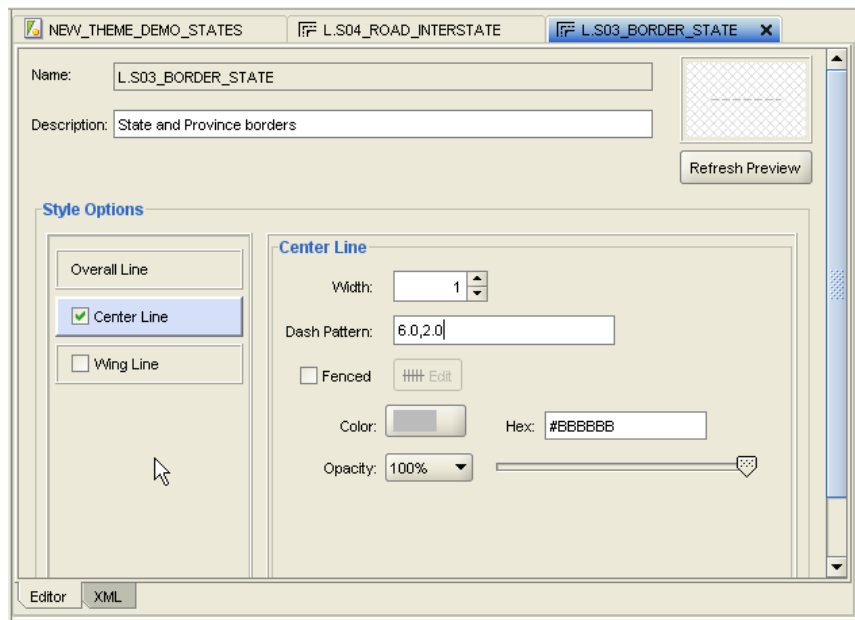 NEW_THEME_DEMO_STATES
L.S04_ROAD_INTERSTATE
L.S03_BORDER_STATE
Name:
L.S03_BORDER_STATE
Description:
State and Province borders
Refresh Preview
Style Options
Overall Line
Center Line
Wing Line
Center Line
Width:
1
Dash Pattern:
6.0,2.0
Fenced
Edit
Color:
Hex:
#BBBBBB
Opacity:
100%
Editor
XML